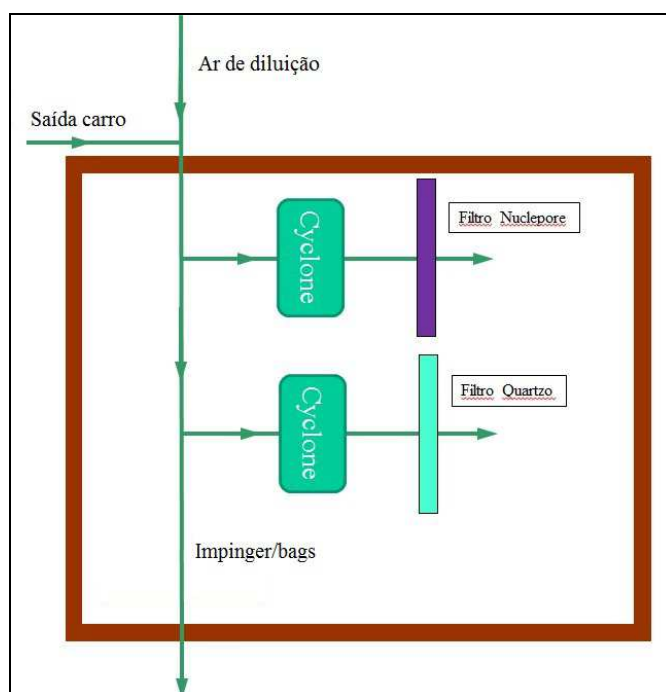 Ar de diluição
Saída carro
Cyclone
Filtro Nuclepore
Cyclone
Filtro Quartzo
Impinger/bags